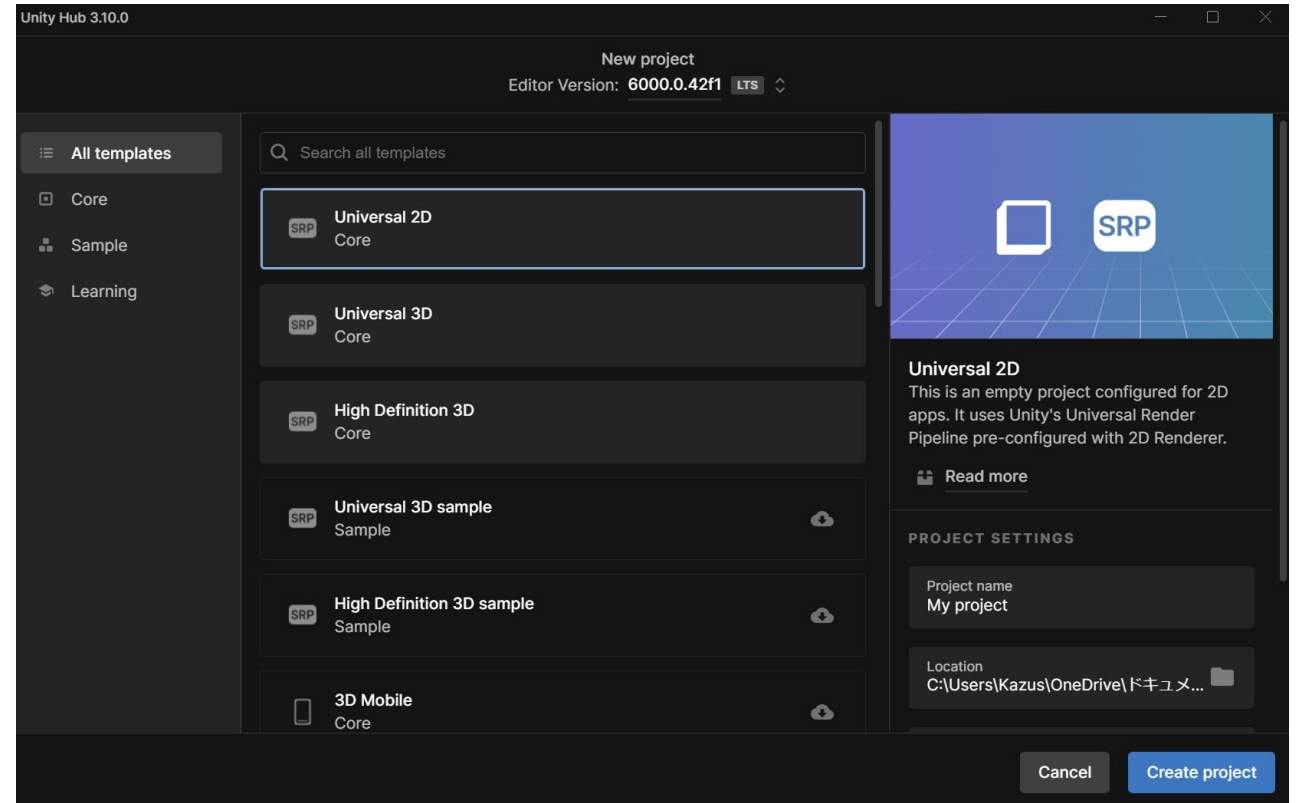 Unity Hub 3.10.0
New project
Editor Version: 6000.0.42f1 LTS
All templates
Core
Sample
Learning
Search all templates
SRP
Universal 2D
Core
SRP
Universal 3D
Core
SRP
High Definition 3D
Core
SRP
Universal 3D sample
Sample
SRP
High Definition 3D sample
Sample
3D Mobile
Core
SRP
Universal 2D
This is an empty project configured for 2D
apps. It uses Unity's Universal Render
Pipeline pre-configured with 2D Renderer.
Read more
PROJECT SETTINGS
Project name
My project
Location
C:\Users\Kazus\OneDrive\ドキュメ...
Cancel
Create project